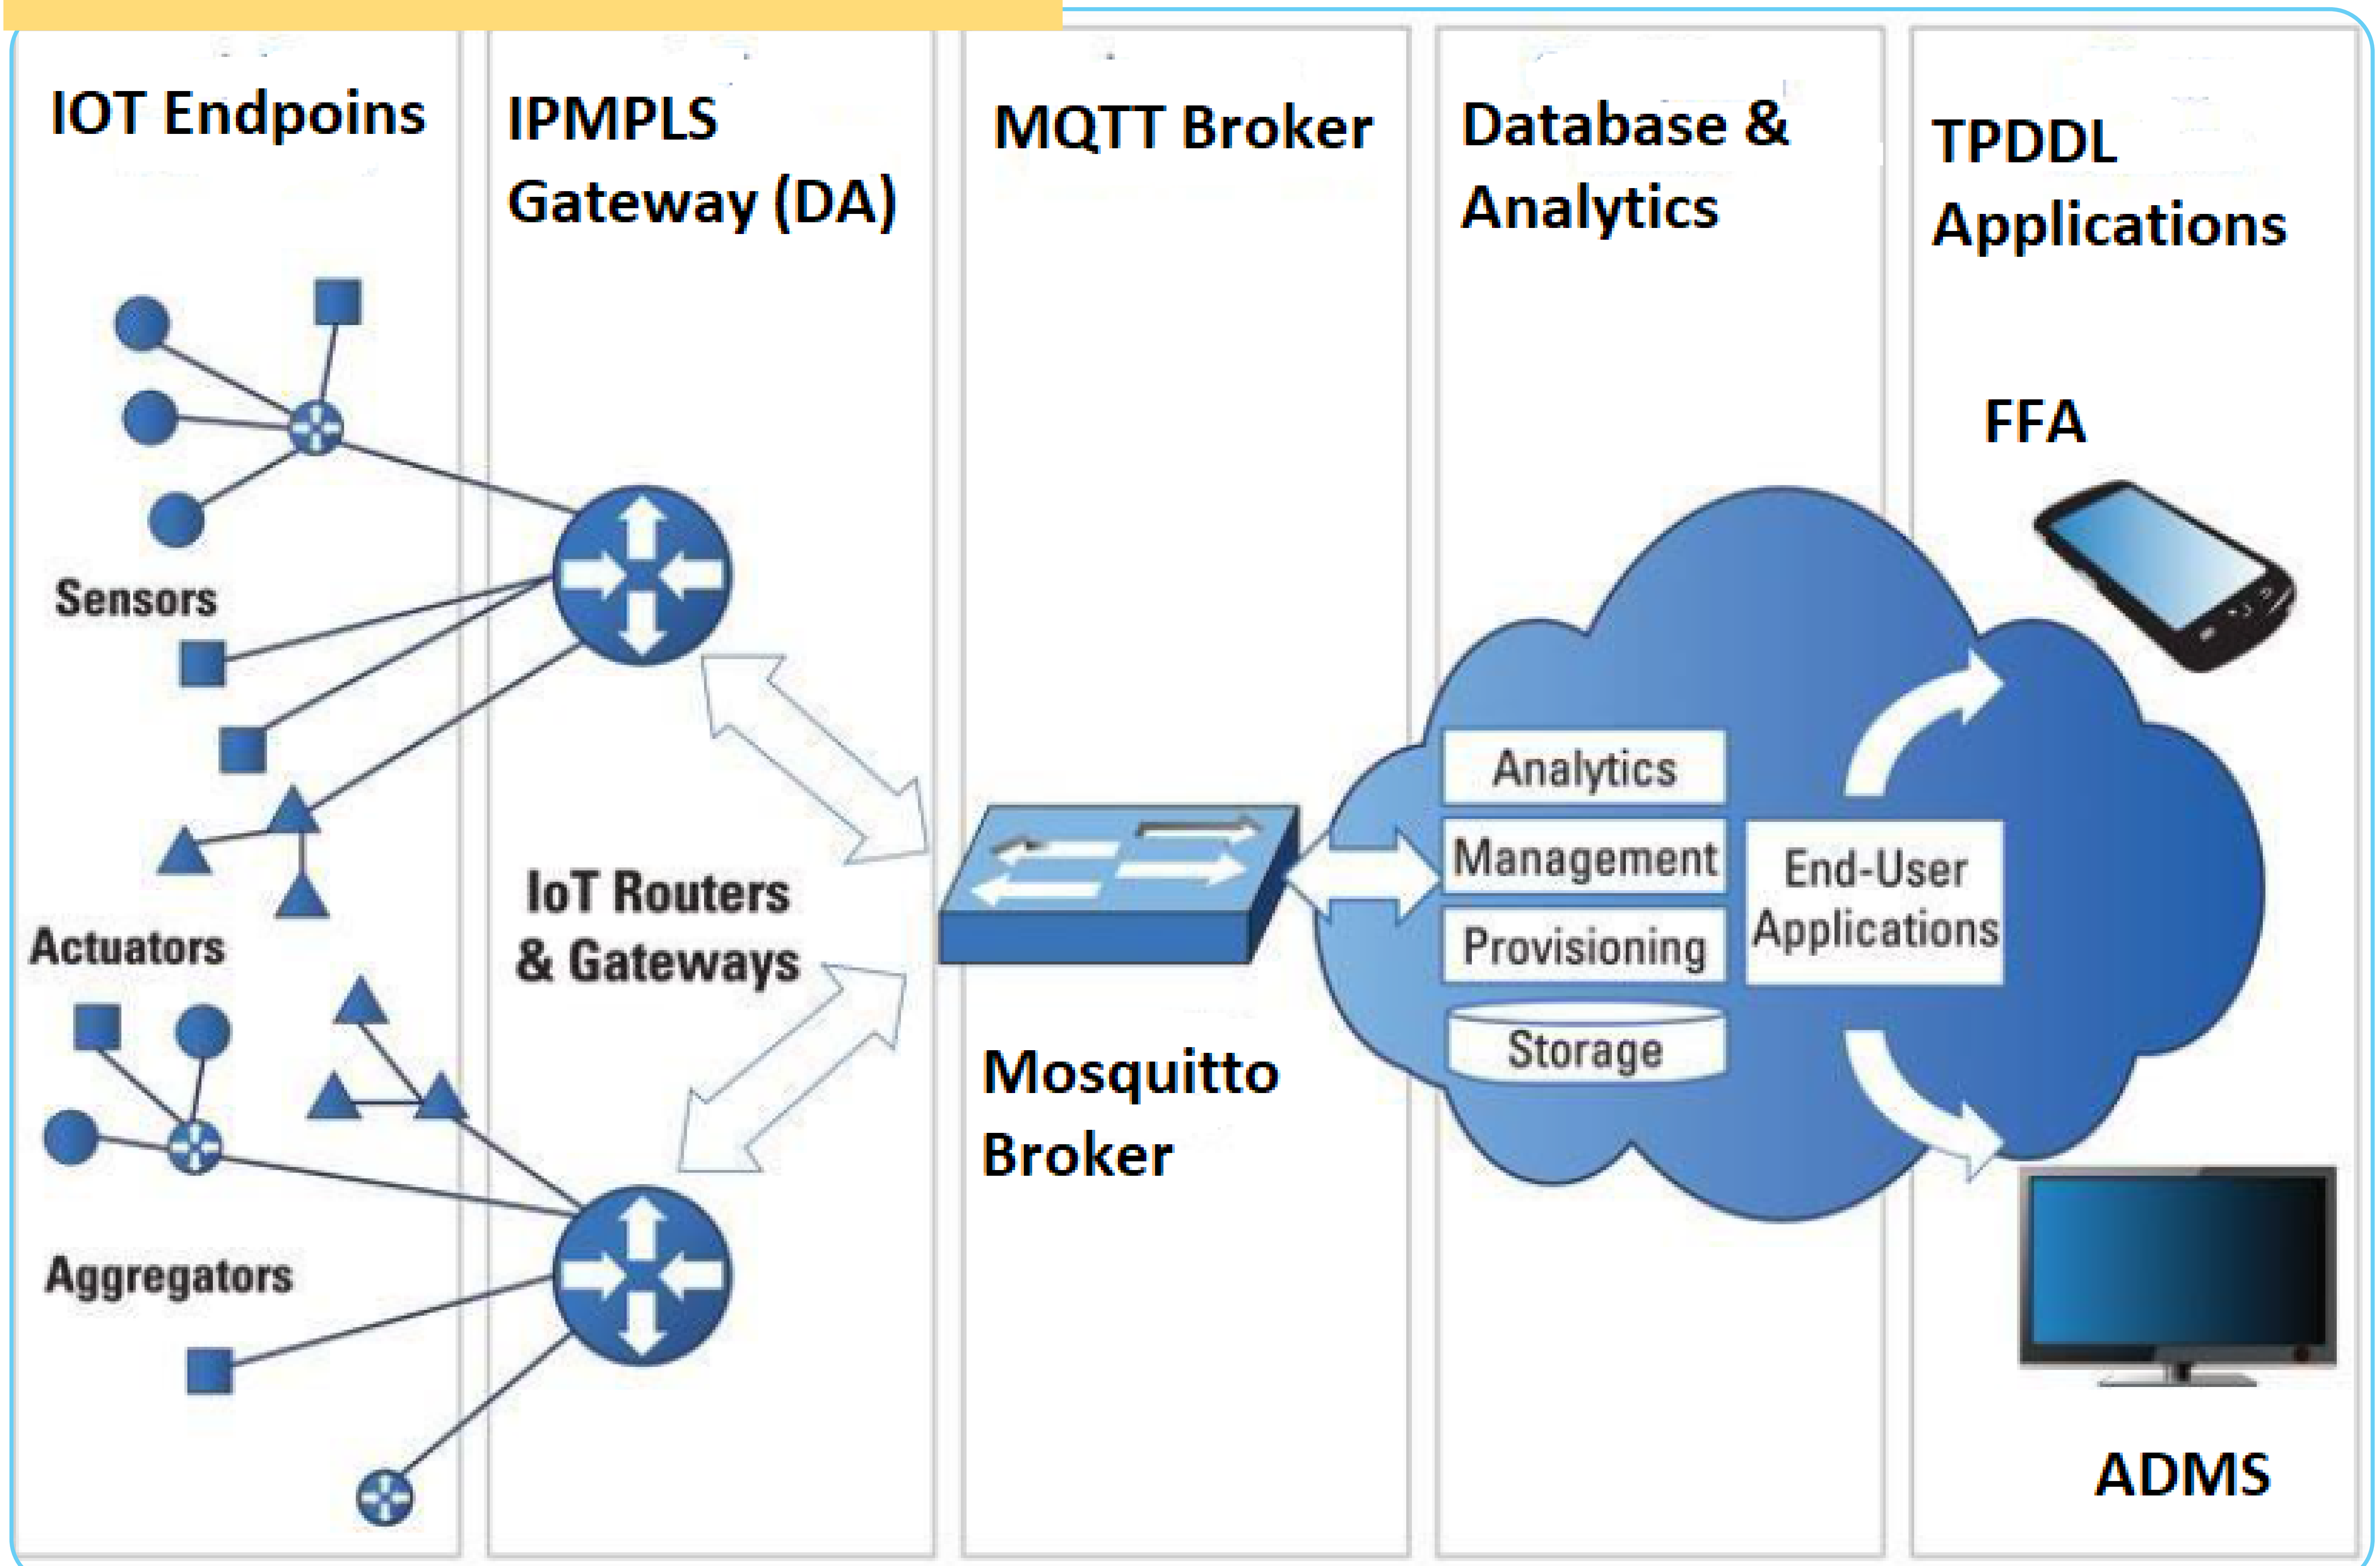 IOT Endpoins
IPMPLS
Gateway (DA)
MQTT Broker
Database &
Analytics
TPDDL
Applications
FFA
Sensors
Actuators
Aggregators
IoT Routers
& Gateways
Mosquitto
Broker
Analytics
Management
Provisioning
Storage
End-User
Applications
ADMS